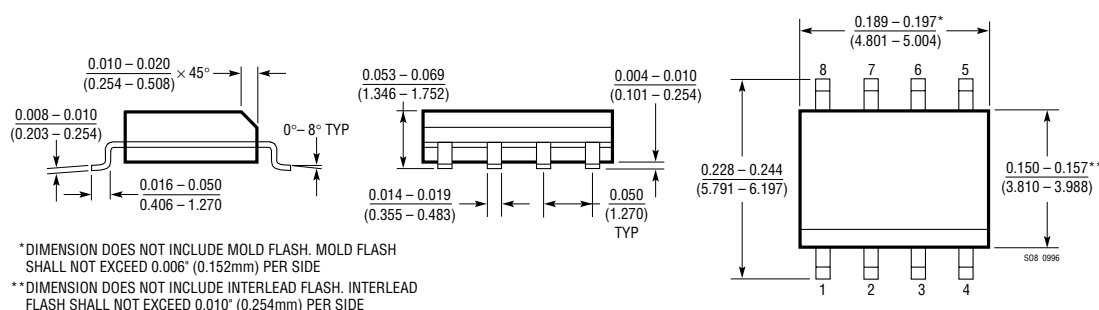 0.010 – 0.020
(0.254 – 0.508)
× 45°
0.008 – 0.010
(0.203 – 0.254)
0°– 8° TYP
0.016 – 0.050
0.406 – 1.270
0.053 – 0.069
(1.346 – 1.752)
0.004 – 0.010
(0.101 – 0.254)
0.014 – 0.019
(0.355 – 0.483)
0.050
(1.270)
TYP
0.189 – 0.197*
(4.801 – 5.004)
8 7 6 5
0.228 – 0.244
(5.791 – 6.197)
0.150 – 0.157**
(3.810 – 3.988)
SO8 0996
1 2 3 4
*DIMENSION DOES NOT INCLUDE MOLD FLASH. MOLD FLASH
SHALL NOT EXCEED 0.006" (0.152mm) PER SIDE
**DIMENSION DOES NOT INCLUDE INTERLEAD FLASH. INTERLEAD
FLASH SHALL NOT EXCEED 0.010" (0.254mm) PER SIDE